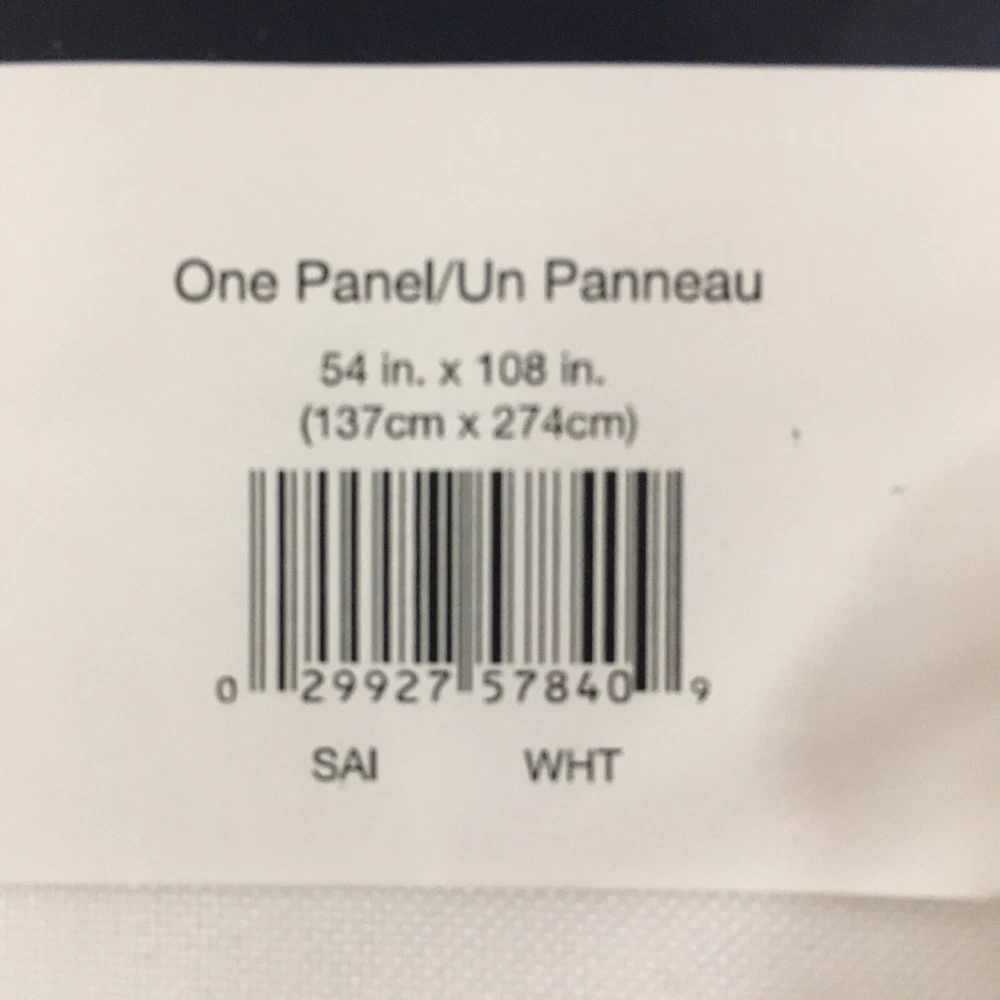 One Panel/Un Panneau
54 in. x 108 in.
(137cm x 274cm)
0 29927 57840 9
SAI WHT